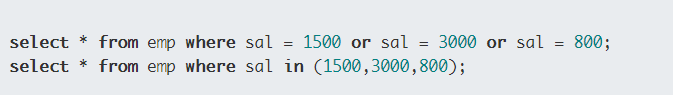 select * from emp where sal = 1500 or sal = 3000 or sal = 800;
select * from emp where sal in (1500,3000,800);